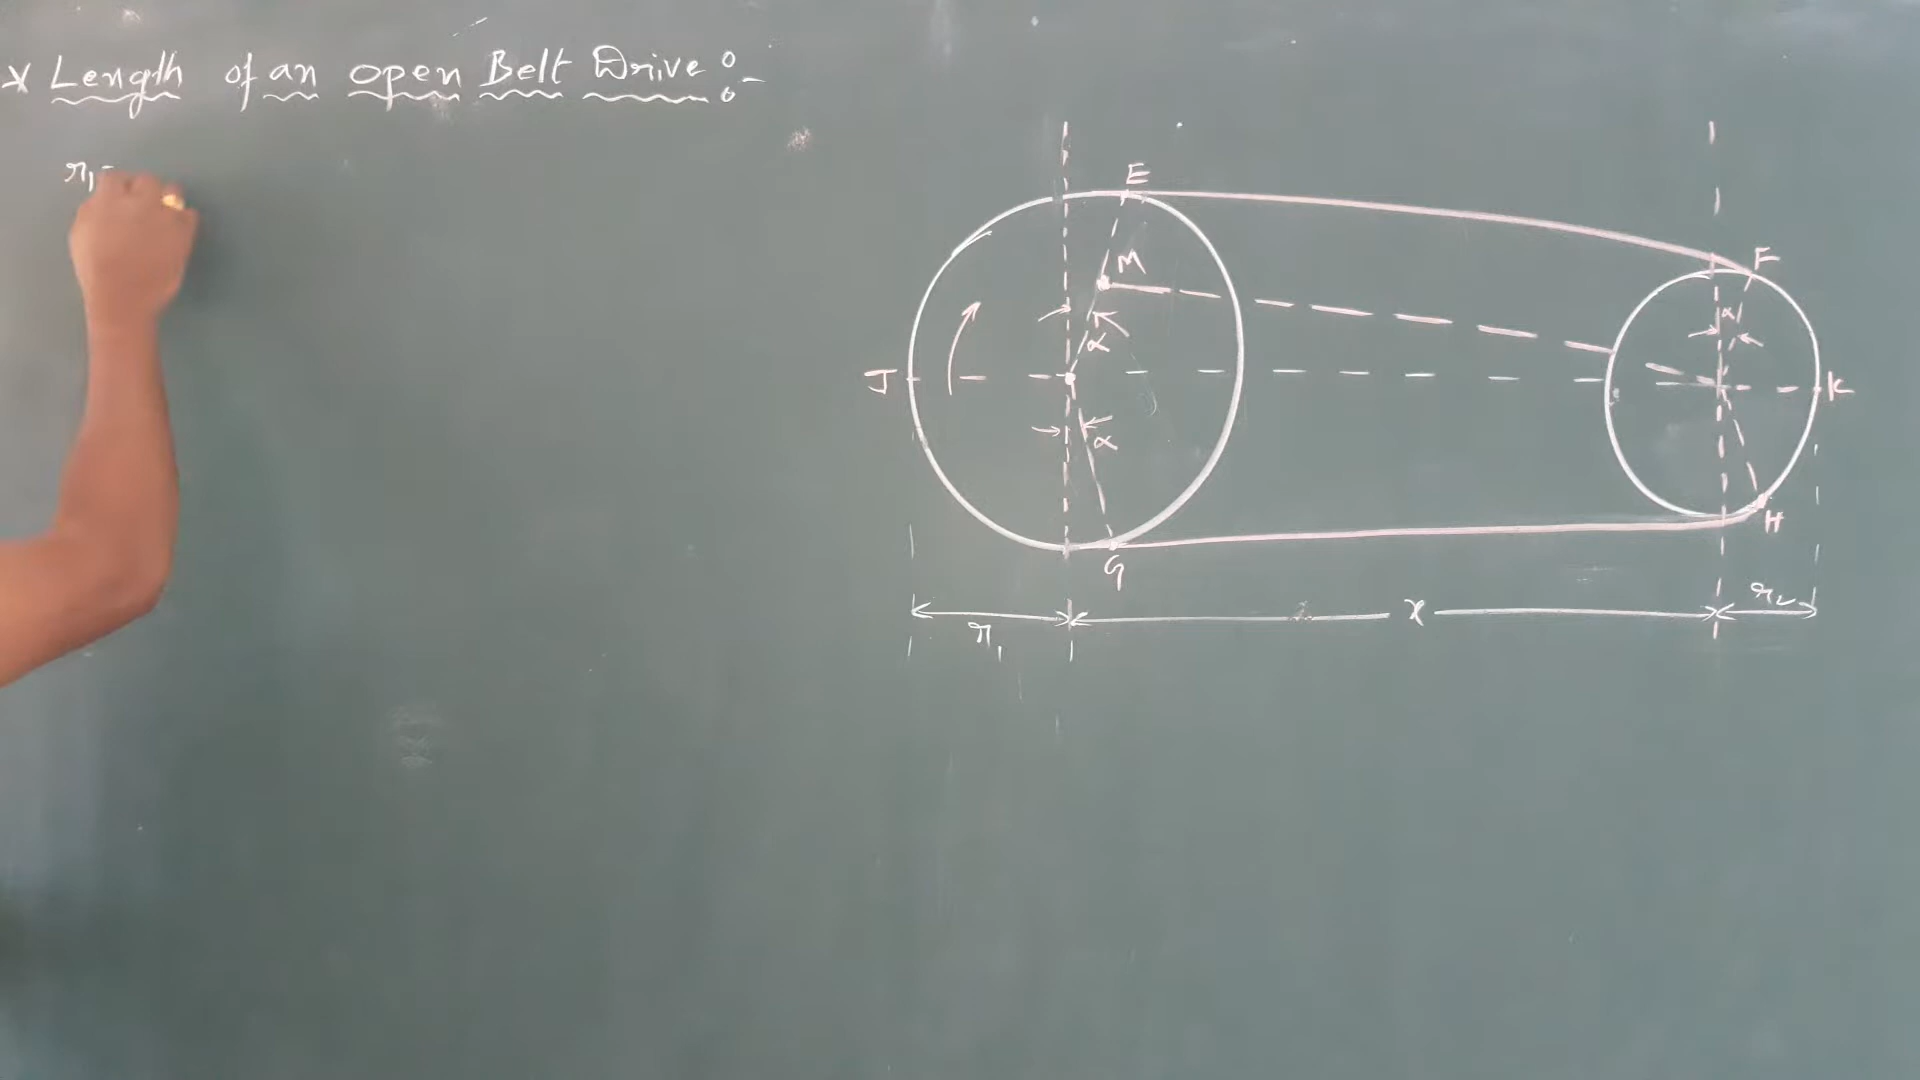 * Length of an open Belt Drive :-
r₁ =
E
M
F
α
α
J
K
α
H
G
r₁
x
r₂